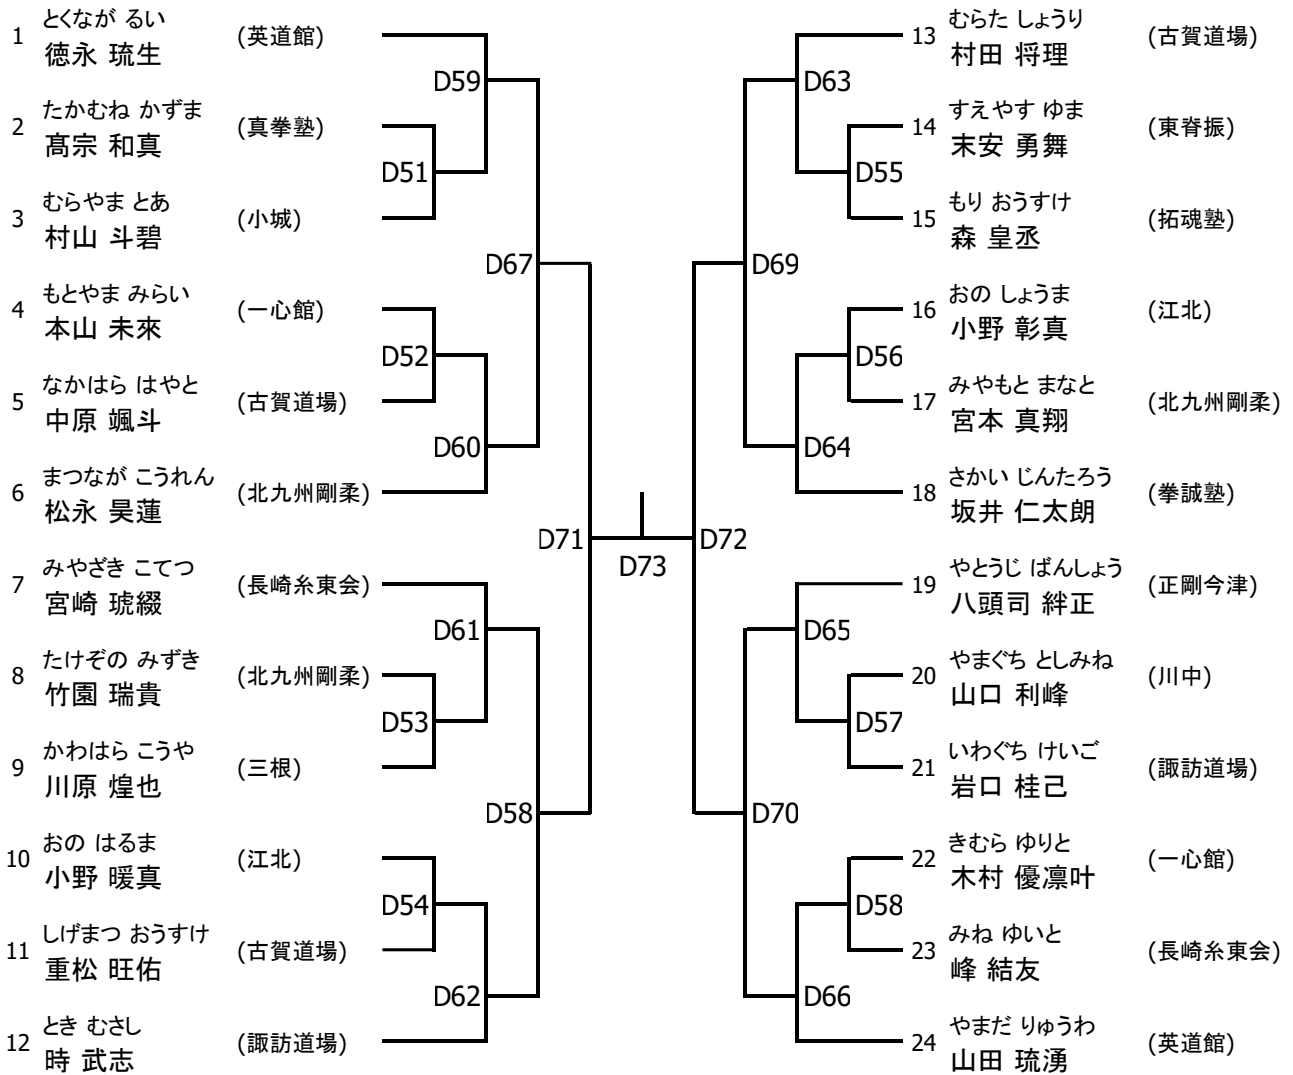 とくなが るい
1 徳永 琉生 (英道館)
たかむね かずま
2 髙宗 和真 (真拳塾)
むらやま とあ
3 村山 斗碧 (小城)
もとやま みらい
4 本山 未來 (一心館)
なかはら はやと
5 中原 颯斗 (古賀道場)
まつなが こうれん
6 松永 昊蓮 (北九州剛柔)
みやざき こてつ
7 宮崎 琥綴 (長崎糸東会)
たけぞの みずき
8 竹園 瑞貴 (北九州剛柔)
かわはら こうや
9 川原 煌也 (三根)
おの はるま
10 小野 暖真 (江北)
しげまつ おうすけ
11 重松 旺佑 (古賀道場)
とき むさし
12 時 武志 (諏訪道場)
D59
D51
D67
D52
D60
D71
D61
D53
D58
D54
D62
D73
D63
D55
D69
D56
D64
D72
D65
D57
D70
D58
D66
むらた しょうり
13 村田 将理 (古賀道場)
すえやす ゆま
14 末安 勇舞 (東脊振)
もり おうすけ
15 森 皇丞 (拓魂塾)
おの しょうま
16 小野 彰真 (江北)
みやもと まなと
17 宮本 真翔 (北九州剛柔)
さかい じんたろう
18 坂井 仁太朗 (拳誠塾)
やとうじ ばんしょう
19 八頭司 絆正 (正剛今津)
やまぐち としみね
20 山口 利峰 (川中)
いわぐち けいご
21 岩口 桂己 (諏訪道場)
きむら ゆりと
22 木村 優凛叶 (一心館)
みね ゆいと
23 峰 結友 (長崎糸東会)
やまだ りゅうわ
24 山田 琉湧 (英道館)